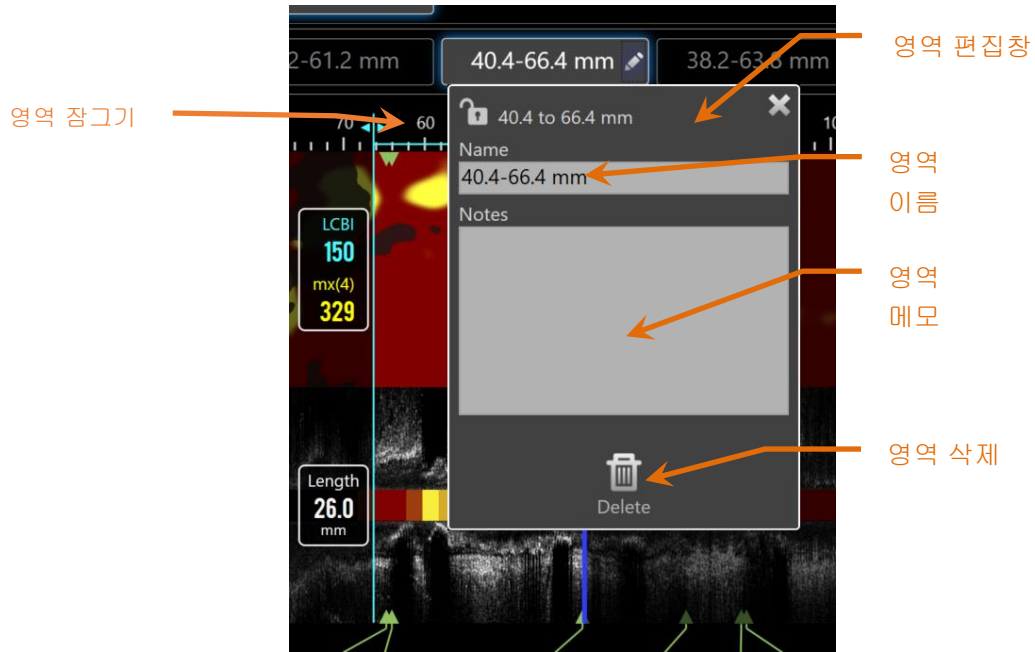 2-61.2 mm
40.4-66.4 mm
38.2-63.8 mm
영역 편집창
영역 잠그기
70
60
10
40.4 to 66.4 mm
Name
40.4-66.4 mm
영역
이름
Notes
LCBI
150
mx(4)
329
영역
메모
영역 삭제
Length
26.0
mm
Delete